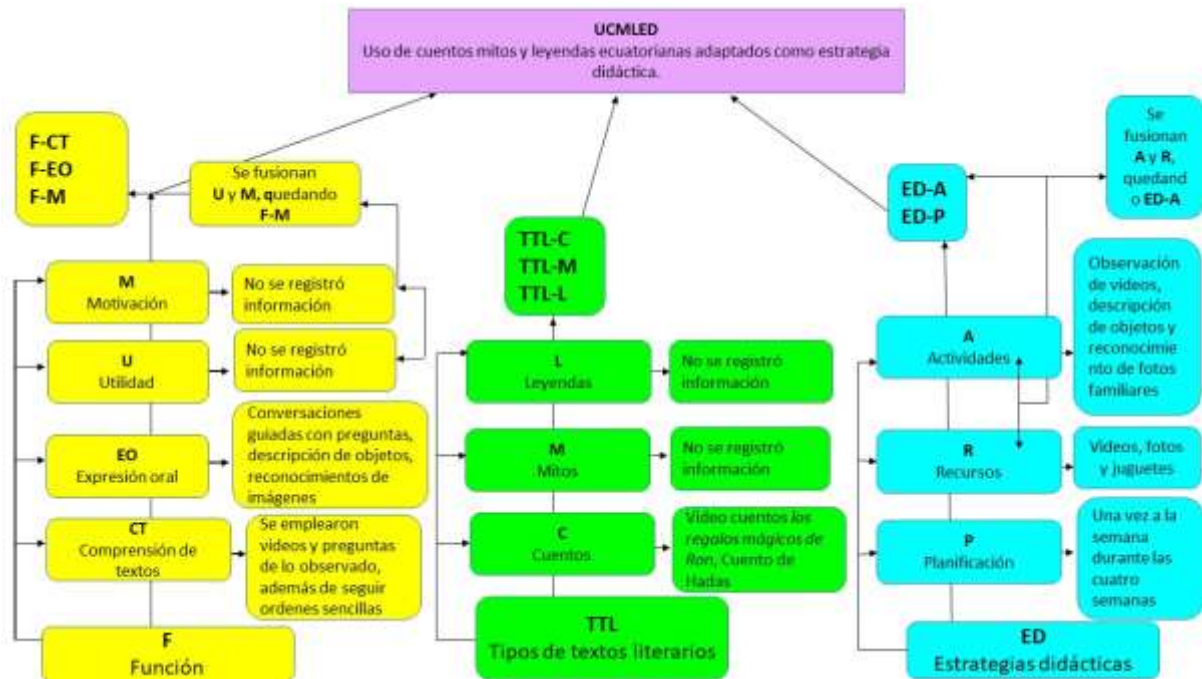 UCMLED
Uso de cuentos mitos y leyendas ecuatorianas adaptados como estrategia
didáctica.
F-CT
F-EO
F-M
Se fusionan
U y M, quedando
F-M
M
Motivación
No se registró
información
U
Utilidad
No se registró
información
EO
Expresión oral
Conversaciones
guiadas con preguntas,
descripción de objetos,
reconocimientos de
imágenes
CT
Comprensión de
textos
Se emplearon
videos y preguntas
de lo observado,
además de seguir
ordenes sencillas
F
Función
TTL-C
TTL-M
TTL-L
L
Leyendas
No se registró
información
M
Mitos
No se registró
información
C
Cuentos
Video cuentos los
regalos mágicos de
Ron, Cuento de
Hadas
TTL
Tipos de textos literarios
ED-A
ED-P
Se
fusionan
A y R,
quedand
o ED-A
A
Actividades
Observación
de videos,
descripción
de objetos y
reconocimie
nto de fotos
familiares
R
Recursos
Videos, fotos
y juguetes
P
Planificación
Una vez a la
semana
durante las
cuatro
semanas
ED
Estrategias didácticas